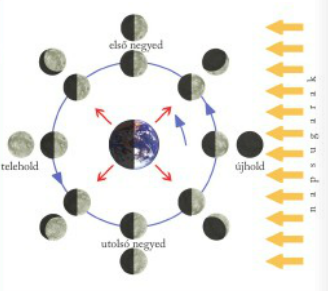 első negyed
telehold
újhold
utolsó negyed
napsugarak